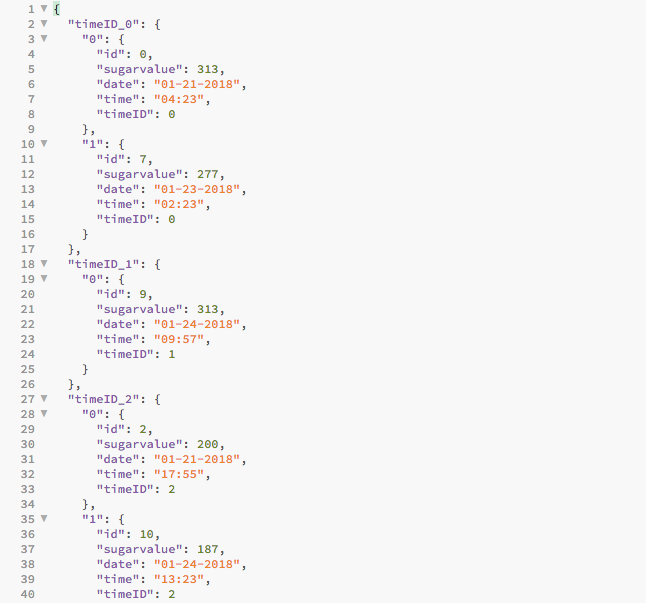 1 {
2 "timeID_0": {
3 "0": {
4 "id": 0,
5 "sugarvalue": 313,
6 "date": "01-21-2018",
7 "time": "04:23",
8 "timeID": 0
9 },
10 "1": {
11 "id": 7,
12 "sugarvalue": 277,
13 "date": "01-23-2018",
14 "time": "02:23",
15 "timeID": 0
16 }
17 },
18 "timeID_1": {
19 "0": {
20 "id": 9,
21 "sugarvalue": 313,
22 "date": "01-24-2018",
23 "time": "09:57",
24 "timeID": 1
25 }
26 },
27 "timeID_2": {
28 "0": {
29 "id": 2,
30 "sugarvalue": 200,
31 "date": "01-21-2018",
32 "time": "17:55",
33 "timeID": 2
34 },
35 "1": {
36 "id": 10,
37 "sugarvalue": 187,
38 "date": "01-24-2018",
39 "time": "13:23",
40 "timeID": 2